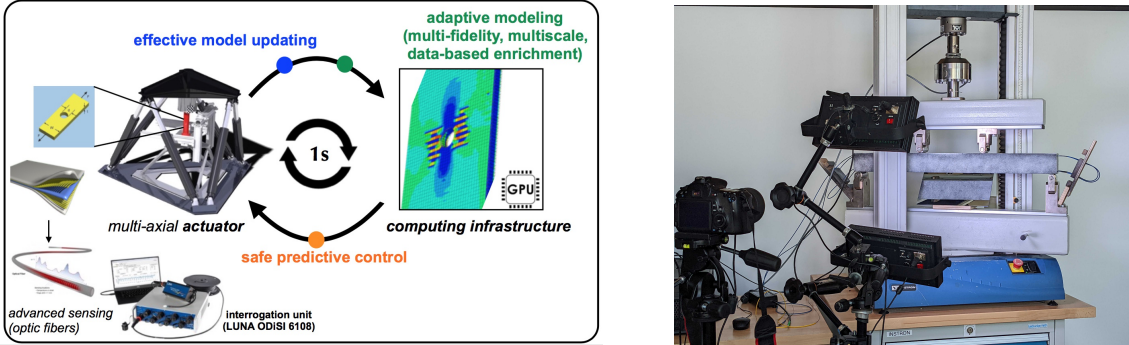 adaptive modeling
(multi-fidelity, multiscale,
data-based enrichment)
effective model updating
1s
GPU
multi-axial actuator
computing infrastructure
safe predictive control
advanced sensing
(optic fibers)
interrogation unit
(LUNA ODiSI 6108)
INSTRON